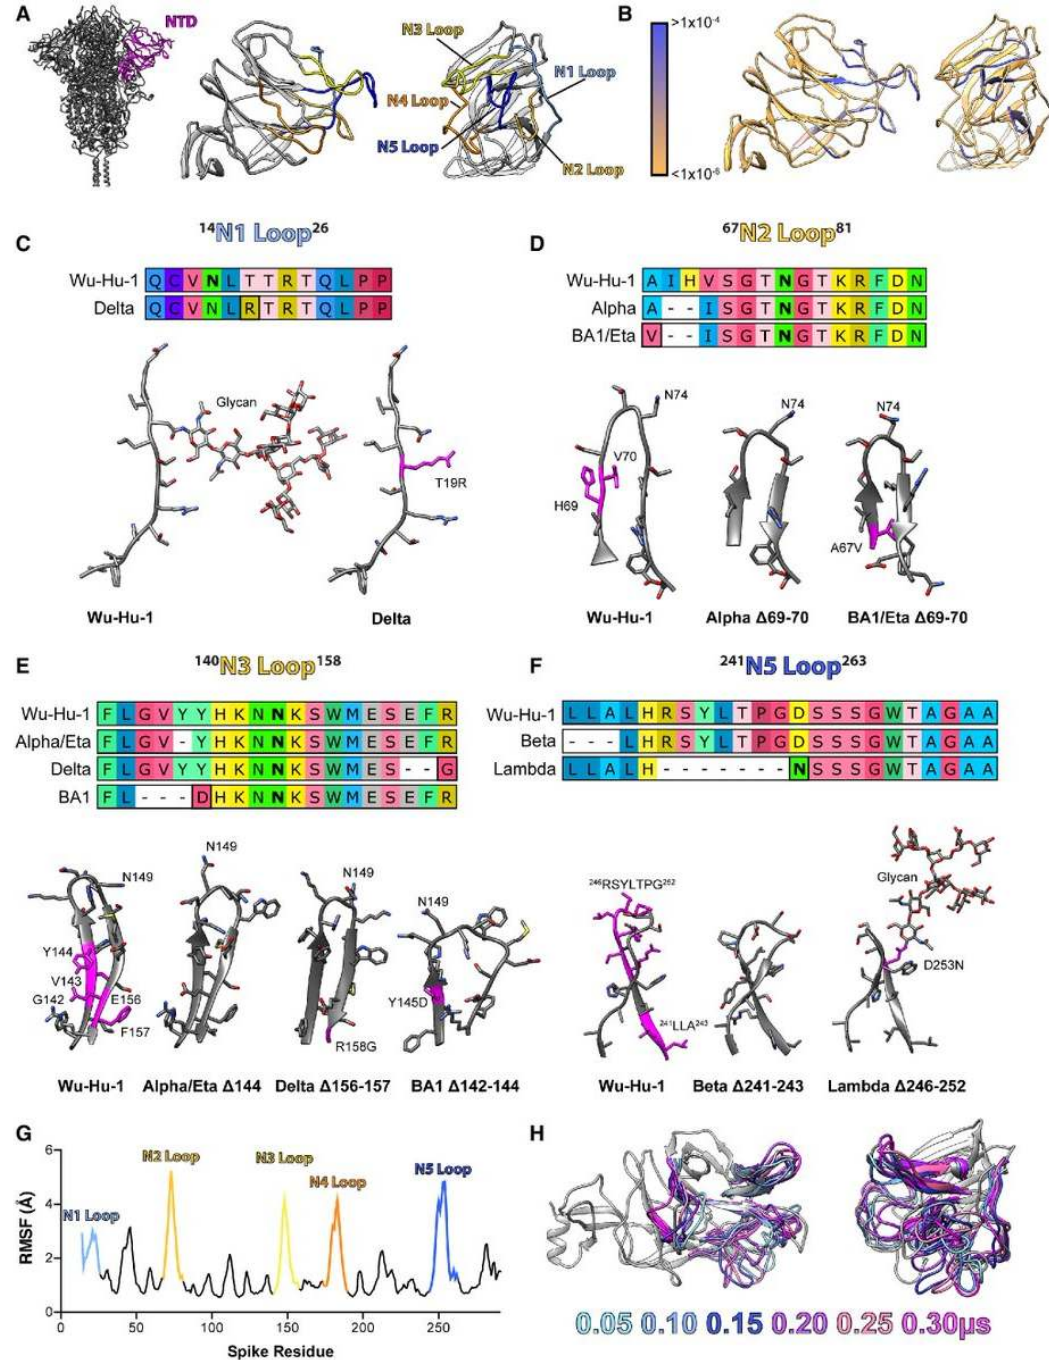 A
NTD
N3 Loop
N1 Loop
N4 Loop
N5 Loop
N2 Loop
B
>1x10⁻⁴
<1x10⁻⁶
C
¹⁴N1 Loop²⁶
Wu-Hu-1 Q C V N L T T R T Q L P P
Delta Q C V N L R T R T Q L P P
Glycan
T19R
Wu-Hu-1
Delta
D
⁶⁷N2 Loop⁸¹
Wu-Hu-1 A I H V S G T N G T K R F D N
Alpha A - - I S G T N G T K R F D N
BA1/Eta V - - I S G T N G T K R F D N
N74
N74
N74
V70
H69
A67V
Wu-Hu-1
Alpha Δ69-70
BA1/Eta Δ69-70
E
¹⁴⁰N3 Loop¹⁵⁸
Wu-Hu-1 F L G V Y Y H K N N K S W M E S E F R
Alpha/Eta F L G V - Y H K N N K S W M E S E F R
Delta F L G V Y Y H K N N K S W M E S - - G
BA1 F L - - - D H K N N K S W M E S E F R
N149
N149
N149
N149
Y144
V143
G142
E156
F157
R158G
Y145D
Wu-Hu-1
Alpha/Eta Δ144
Delta Δ156-157
BA1 Δ142-144
F
²⁴¹N5 Loop²⁶³
Wu-Hu-1 L L A L H R S Y L T P G D S S S G W T A G A A
Beta - - - L H R S Y L T P G D S S S G W T A G A A
Lambda L L A L H - - - - - - - N S S S G W T A G A A
Glycan
²⁴⁶RSYLTPG²⁵²
D253N
²⁴¹LLA²⁴³
Wu-Hu-1
Beta Δ241-243
Lambda Δ246-252
G
6
4
2
0
RMSF (Å)
N1 Loop
N2 Loop
N3 Loop
N4 Loop
N5 Loop
0 50 100 150 200 250
Spike Residue
H
0.05 0.10 0.15 0.20 0.25 0.30µs